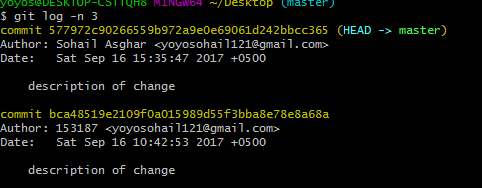 yoyos@DESKTOP-CSTTQH8 MINGW64 ~/Desktop (master)
$ git log -n 3
commit 577972c90266559b972a9e0e69061d242bbcc365 (HEAD -> master)
Author: Sohail Asghar <yoyosohail121@gmail.com>
Date:   Sat Sep 16 15:35:47 2017 +0500
    description of change
commit bca48519e2109f0a015989d55f3bba8e78e8a68a
Author: 153187 <yoyosohail121@gmail.com>
Date:   Sat Sep 16 10:42:53 2017 +0500
    description of change